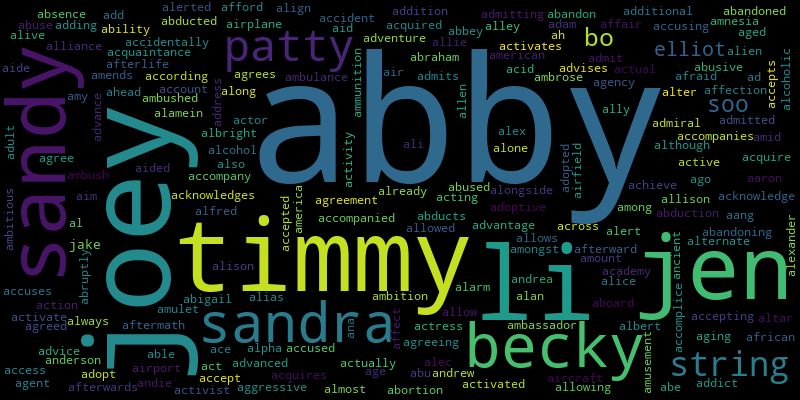 absence add alerted afford align accident addition abbey alley admitting abandon additional accusing abandoned
abuse adding ability abducted airplane aid acquired adam affair amnesia
alive alliance accidentally acquaintance patty adventure allie activates ah bo elliot alien aged
aide amends afterlife according agrees ambulance abraham american admit actual abusive accepts alcoholic
sandy amy ahead ambushed account along air admits acid advises ambrose agency afraid ad affection
advance alamein address ammunition abby allen alter ally soo
adult albright actor alex alone admiral admitted amid
agree alcohol also activity ali accompanies although active acquire
ambush aided accompany abused adopted airfield achieve ago aaron
ambitious aim joey acknowledges already alongside adoptive allison acknowledge
al alfred agreement acting among abduction aang
jake accepted america accompanied allowed abducts advantage across alert abandoning
abruptly timmy allows amongst afterward alternate alexander
accuses alison andrea li amount academy jen ancient
action abigail alias ambition alarm alan alice accomplice
activate amulet allow aboard accepting altar
agreed always aftermath sandra ana affect actress ambassador albert african
advice able ace alpha accused agreeing becky amusement aging
anderson airport act advanced actually alec string
access adopt accept age abu andrew aircraft abe
agent afterwards andie activist aggressive acquires almost abortion activated allowing addict